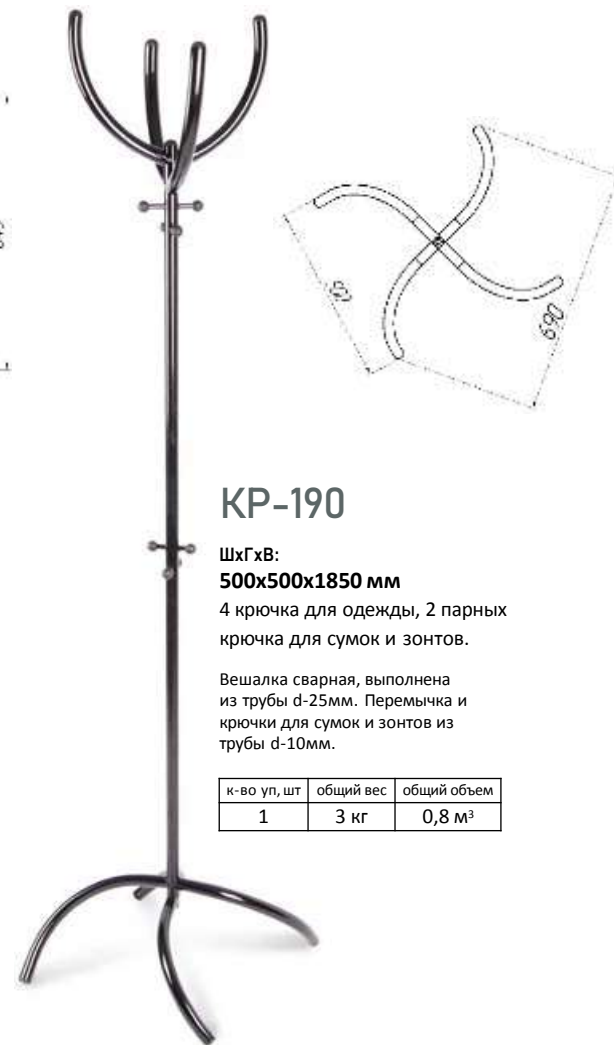 690
КР-190
ШхГхВ:
500х500х1850 мм
4 крючка для одежды, 2 парных
крючка для сумок и зонтов.
Вешалка сварная, выполнена
из трубы d-25мм. Перемычка и
крючки для сумок и зонтов из
трубы d-10мм.
к-во уп, шт общий вес общий объем
1 3 кг 0,8 м³